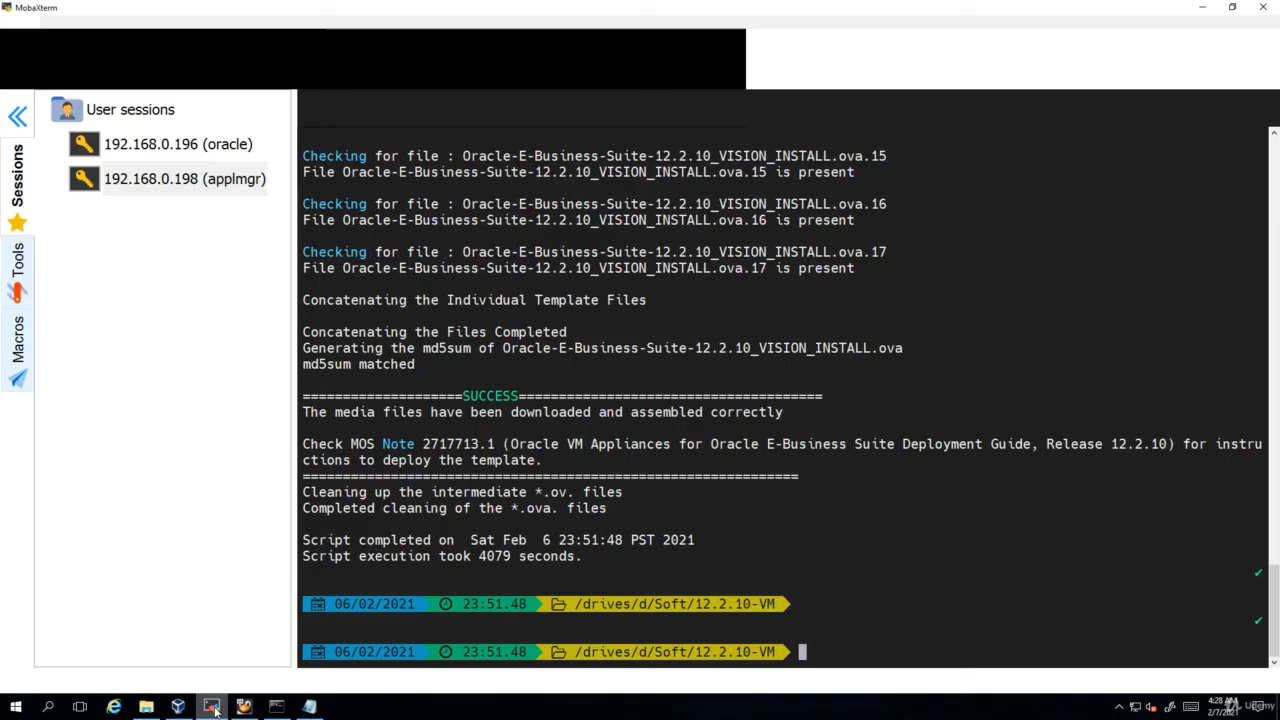 MobaXterm
User sessions
192.168.0.196 (oracle)
192.168.0.198 (applmgr)
Sessions
Tools
Macros
Checking for file : Oracle-E-Business-Suite-12.2.10_VISION_INSTALL.ova.15
File Oracle-E-Business-Suite-12.2.10_VISION_INSTALL.ova.15 is present
Checking for file : Oracle-E-Business-Suite-12.2.10_VISION_INSTALL.ova.16
File Oracle-E-Business-Suite-12.2.10_VISION_INSTALL.ova.16 is present
Checking for file : Oracle-E-Business-Suite-12.2.10_VISION_INSTALL.ova.17
File Oracle-E-Business-Suite-12.2.10_VISION_INSTALL.ova.17 is present
Concatenating the Individual Template Files
Concatenating the Files Completed
Generating the md5sum of Oracle-E-Business-Suite-12.2.10_VISION_INSTALL.ova
md5sum matched
====================SUCCESS======================================
The media files have been downloaded and assembled correctly
Check MOS Note 2717713.1 (Oracle VM Appliances for Oracle E-Business Suite Deployment Guide, Release 12.2.10) for instru
ctions to deploy the template.
==============================================================
Cleaning up the intermediate *.ov. files
Completed cleaning of the *.ova. files
Script completed on  Sat Feb  6 23:51:48 PST 2021
Script execution took 4079 seconds.
06/02/2021 23:51.48 /drives/d/Soft/12.2.10-VM
06/02/2021 23:51.48 /drives/d/Soft/12.2.10-VM
4:28 AM
Udemy